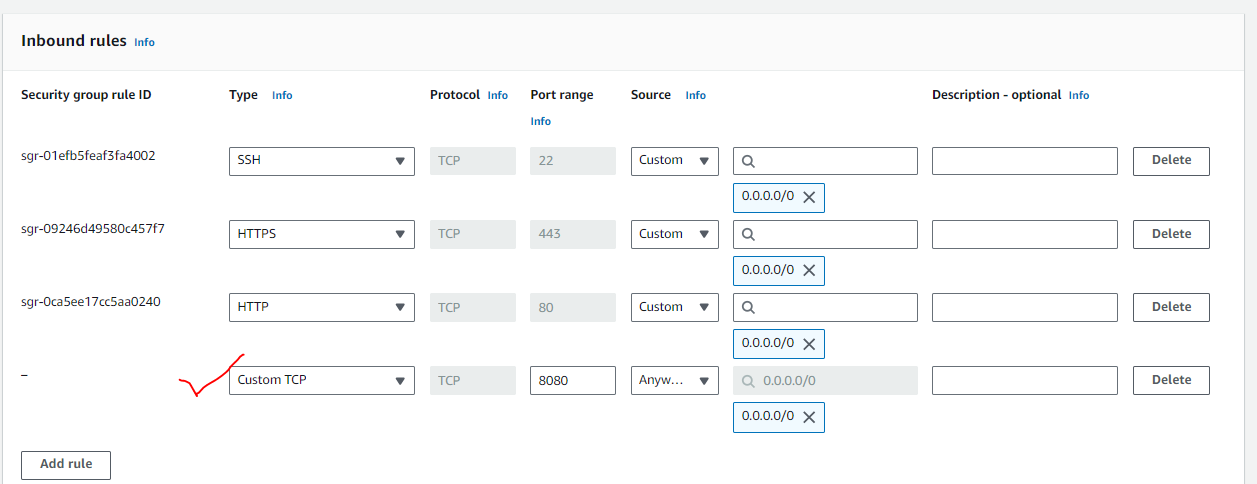 Inbound rules Info
Security group rule ID Type Info Protocol Info Port range Info Source Info Description - optional Info
sgr-01efb5feaf3fa4002 SSH TCP 22 Custom Delete
0.0.0.0/0
sgr-09246d49580c457f7 HTTPS TCP 443 Custom Delete
0.0.0.0/0
sgr-0ca5ee17cc5aa0240 HTTP TCP 80 Custom Delete
0.0.0.0/0
– Custom TCP TCP 8080 Anyw... 0.0.0.0/0 Delete
0.0.0.0/0
Add rule